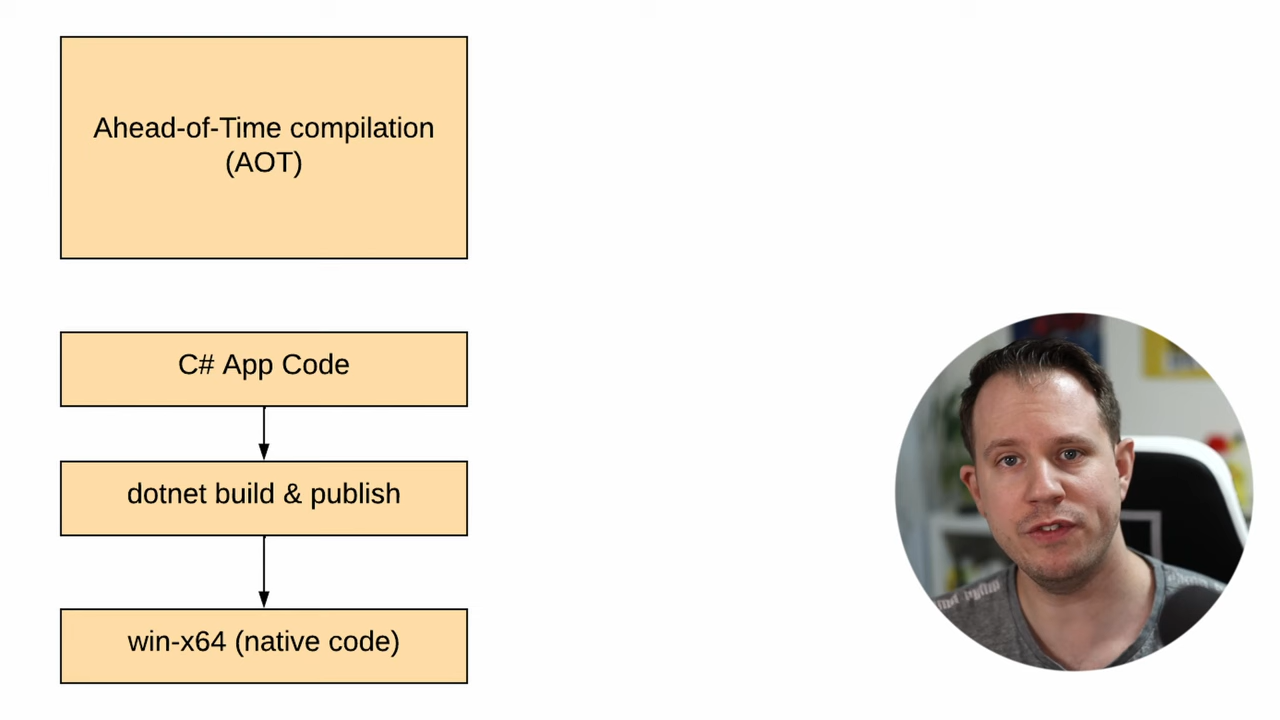 Ahead-of-Time compilation
(AOT)
C# App Code
dotnet build & publish
win-x64 (native code)